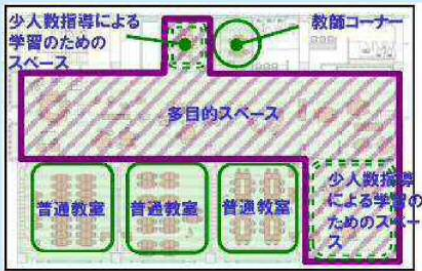 少人数指導による
学習のための
スペース
教師コーナー
多目的スペース
普通教室
普通教室
普通教室
少人数指導
による学習の
ためのスペー
ス